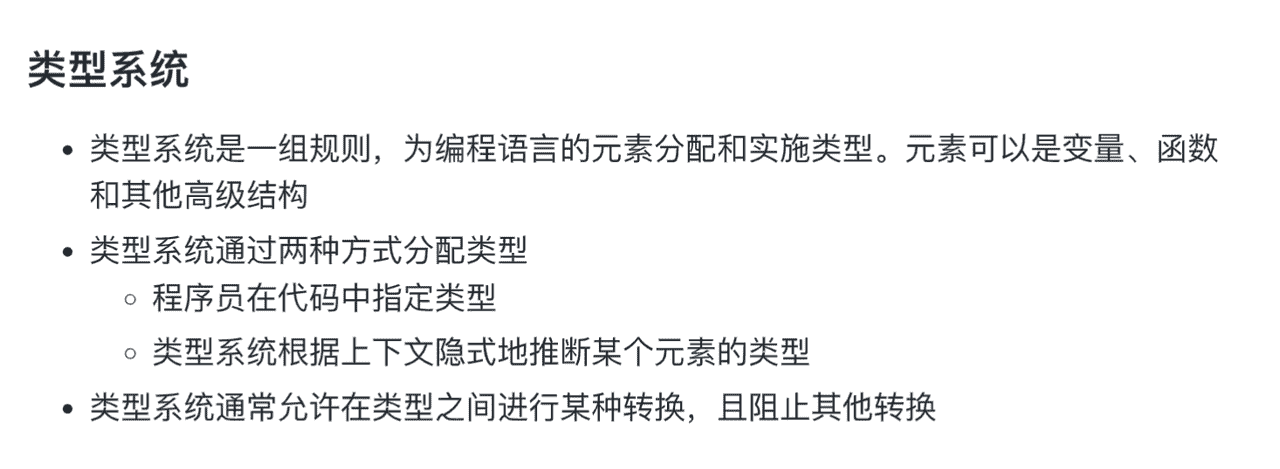 类型系统
• 类型系统是一组规则，为编程语言的元素分配和实施类型。元素可以是变量、函数
和其他高级结构
• 类型系统通过两种方式分配类型
◦ 程序员在代码中指定类型
◦ 类型系统根据上下文隐式地推断某个元素的类型
• 类型系统通常允许在类型之间进行某种转换，且阻止其他转换